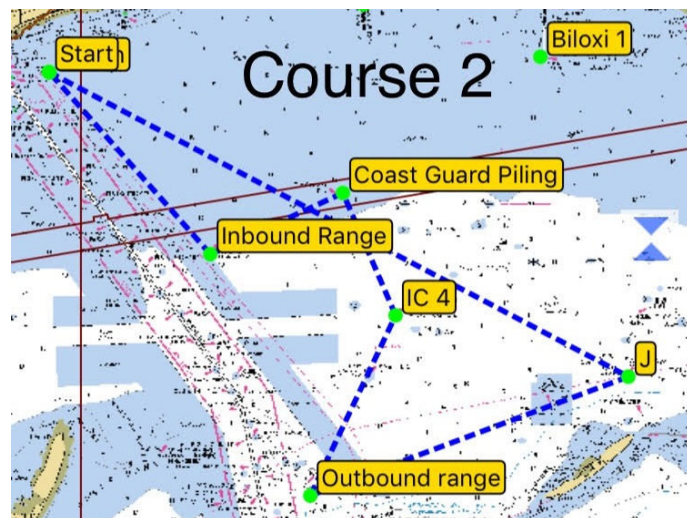 Start
Biloxi 1
Course 2
Coast Guard Piling
Inbound Range
IC 4
J
Outbound range